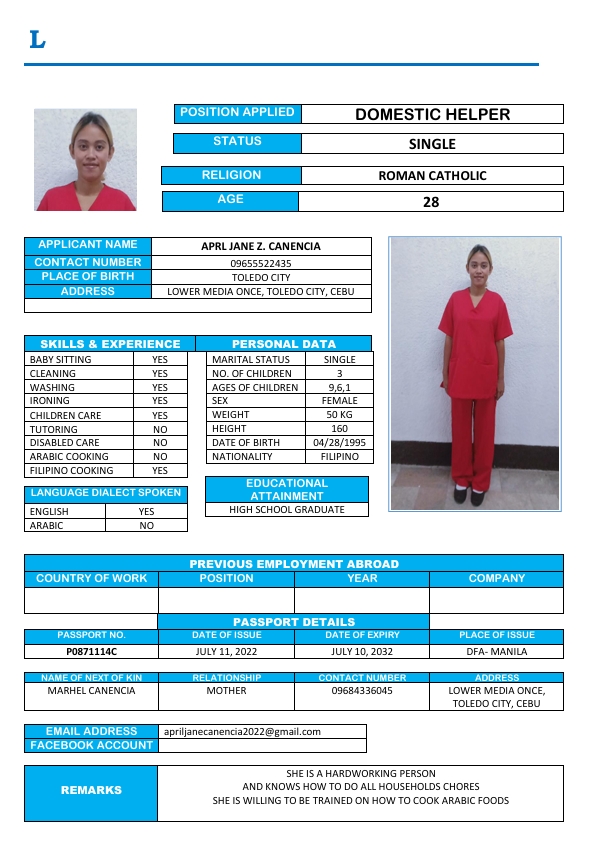 L
POSITION APPLIED DOMESTIC HELPER
STATUS SINGLE
RELIGION ROMAN CATHOLIC
AGE 28
APPLICANT NAME APRL JANE Z. CANENCIA
CONTACT NUMBER 09655522435
PLACE OF BIRTH TOLEDO CITY
ADDRESS LOWER MEDIA ONCE, TOLEDO CITY, CEBU
SKILLS & EXPERIENCE
BABY SITTING YES
CLEANING YES
WASHING YES
IRONING YES
CHILDREN CARE YES
TUTORING NO
DISABLED CARE NO
ARABIC COOKING NO
FILIPINO COOKING YES
LANGUAGE DIALECT SPOKEN
ENGLISH YES
ARABIC NO
PERSONAL DATA
MARITAL STATUS SINGLE
NO. OF CHILDREN 3
AGES OF CHILDREN 9,6,1
SEX FEMALE
WEIGHT 50 KG
HEIGHT 160
DATE OF BIRTH 04/28/1995
NATIONALITY FILIPINO
EDUCATIONAL
ATTAINMENT
HIGH SCHOOL GRADUATE
PREVIOUS EMPLOYMENT ABROAD
COUNTRY OF WORK POSITION YEAR COMPANY
PASSPORT DETAILS
PASSPORT NO. DATE OF ISSUE DATE OF EXPIRY PLACE OF ISSUE
P0871114C JULY 11, 2022 JULY 10, 2032 DFA- MANILA
NAME OF NEXT OF KIN RELATIONSHIP CONTACT NUMBER ADDRESS
MARHEL CANENCIA MOTHER 09684336045 LOWER MEDIA ONCE,
TOLEDO CITY, CEBU
EMAIL ADDRESS apriljanecanencia2022@gmail.com
FACEBOOK ACCOUNT
REMARKS
SHE IS A HARDWORKING PERSON
AND KNOWS HOW TO DO ALL HOUSEHOLDS CHORES
SHE IS WILLING TO BE TRAINED ON HOW TO COOK ARABIC FOODS